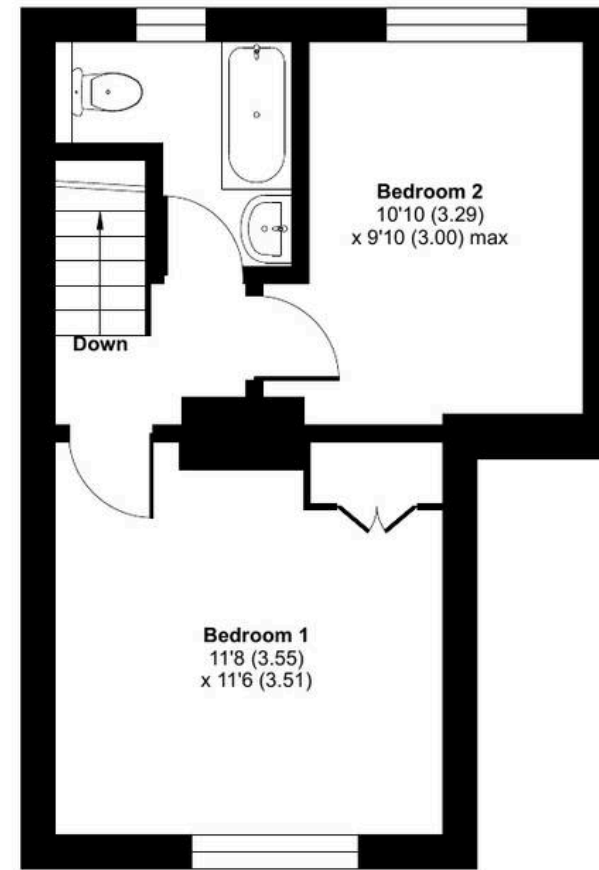 Bedroom 2
10'10 (3.29)
x 9'10 (3.00) max
Down
Bedroom 1
11'8 (3.55)
x 11'6 (3.51)